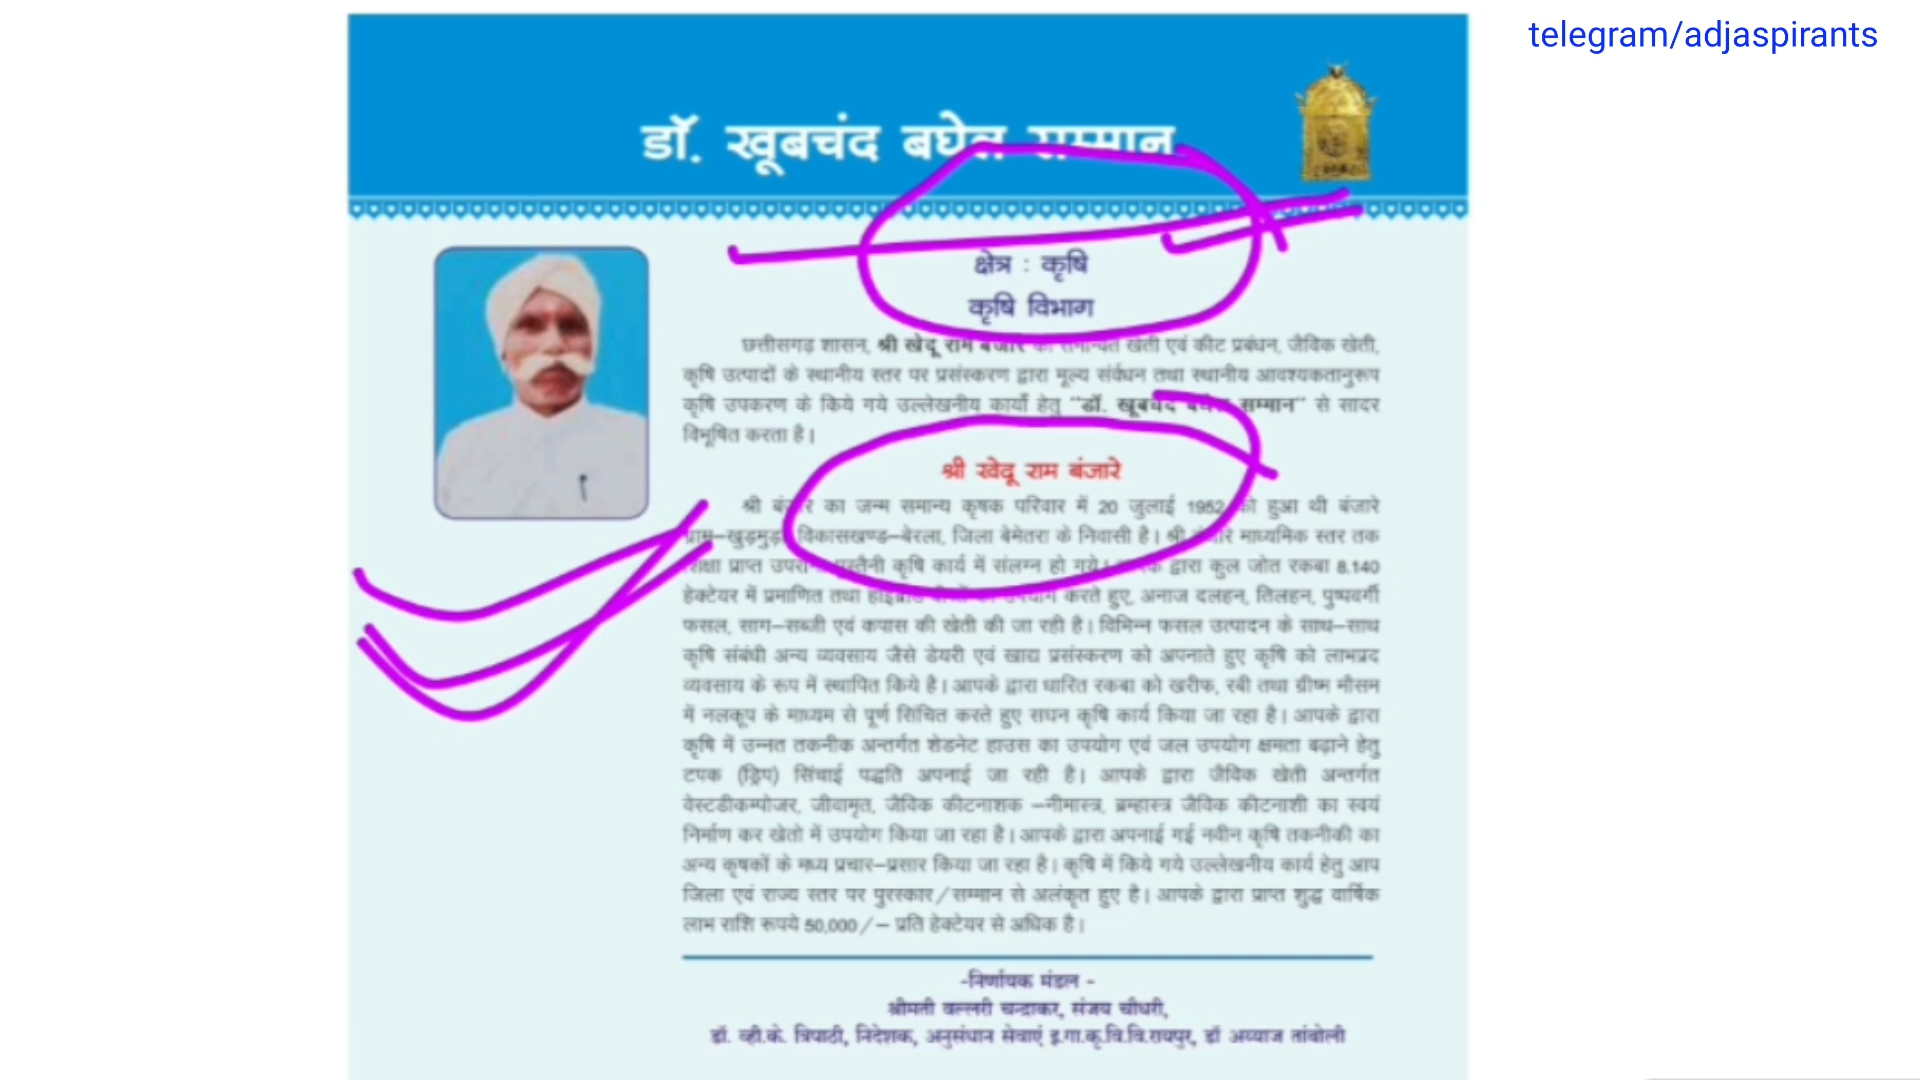 telegram/adjaspirants
डॉ. खूबचंद बघेल सम्मान
क्षेत्र : कृषि
कृषि विभाग
छत्तीसगढ़ शासन, श्री खेदू राम बंजारे को समन्वित खेती एवं कीट प्रबंधन, जैविक खेती,
कृषि उत्पादों के स्थानीय स्तर पर प्रसंस्करण द्वारा मूल्य संर्वधन तथा स्थानीय आवश्यकतानुरूप
कृषि उपकरण के किये गये उल्लेखनीय कार्यों हेतु "डॉ. खूबचंद बघेल सम्मान" से सादर
विभूषित करता है।
श्री खेदू राम बंजारे
श्री बंजारे का जन्म समान्य कृषक परिवार में 20 जुलाई 1952 को हुआ थी बंजारे
ग्राम–खुड़मुड़ा विकासखण्ड–बेरला, जिला बेमेतरा के निवासी है। श्री बंजारे माध्यमिक स्तर तक
शिक्षा प्राप्त उपरान्त पुस्तैनी कृषि कार्य में संलग्न हो गये। आपके द्वारा कुल जोत रकबा 8.140
हेक्टेयर में प्रमाणित तथा हाईब्रीड बीजों का उपयोग करते हुए, अनाज दलहन, तिलहन, पुष्पवर्गी
फसल, साग–सब्जी एवं कपास की खेती की जा रही है। विभिन्न फसल उत्पादन के साथ–साथ
कृषि संबंधी अन्य व्यवसाय जैसे डेयरी एवं खाद्य प्रसंस्करण को अपनाते हुए कृषि को लाभप्रद
व्यवसाय के रूप में स्थापित किये है। आपके द्वारा धारित रकबा को खरीफ, रबी तथा ग्रीष्म मौसम
में नलकूप के माध्यम से पूर्ण सिंचित करते हुए सघन कृषि कार्य किया जा रहा है। आपके द्वारा
कृषि में उन्नत तकनीक अन्तर्गत शेडनेट हाउस का उपयोग एवं जल उपयोग क्षमता बढ़ाने हेतु
टपक (ड्रिप) सिंचाई पद्धति अपनाई जा रही है। आपके द्वारा जैविक खेती अन्तर्गत
वेस्टडीकम्पोजर, जीवामृत, जैविक कीटनाशक –नीमास्त्र, ब्रम्हास्त्र जैविक कीटनाशी का स्वयं
निर्माण कर खेतो में उपयोग किया जा रहा है। आपके द्वारा अपनाई गई नवीन कृषि तकनीकी का
अन्य कृषकों के मध्य प्रचार–प्रसार किया जा रहा है। कृषि में किये गये उल्लेखनीय कार्य हेतु आप
जिला एवं राज्य स्तर पर पुरस्कार/सम्मान से अलंकृत हुए है। आपके द्वारा प्राप्त शुद्ध वार्षिक
लाभ राशि रूपये 50,000/– प्रति हेक्टेयर से अधिक है।
-निर्णायक मंडल -
श्रीमती वल्लरी चन्द्राकर, संजय चौधरी,
डॉ. व्ही.के. त्रिपाठी, निदेशक, अनुसंधान सेवाएं इ.गा.कृ.वि.वि.रायपुर, डॉ अय्याज तांबोली